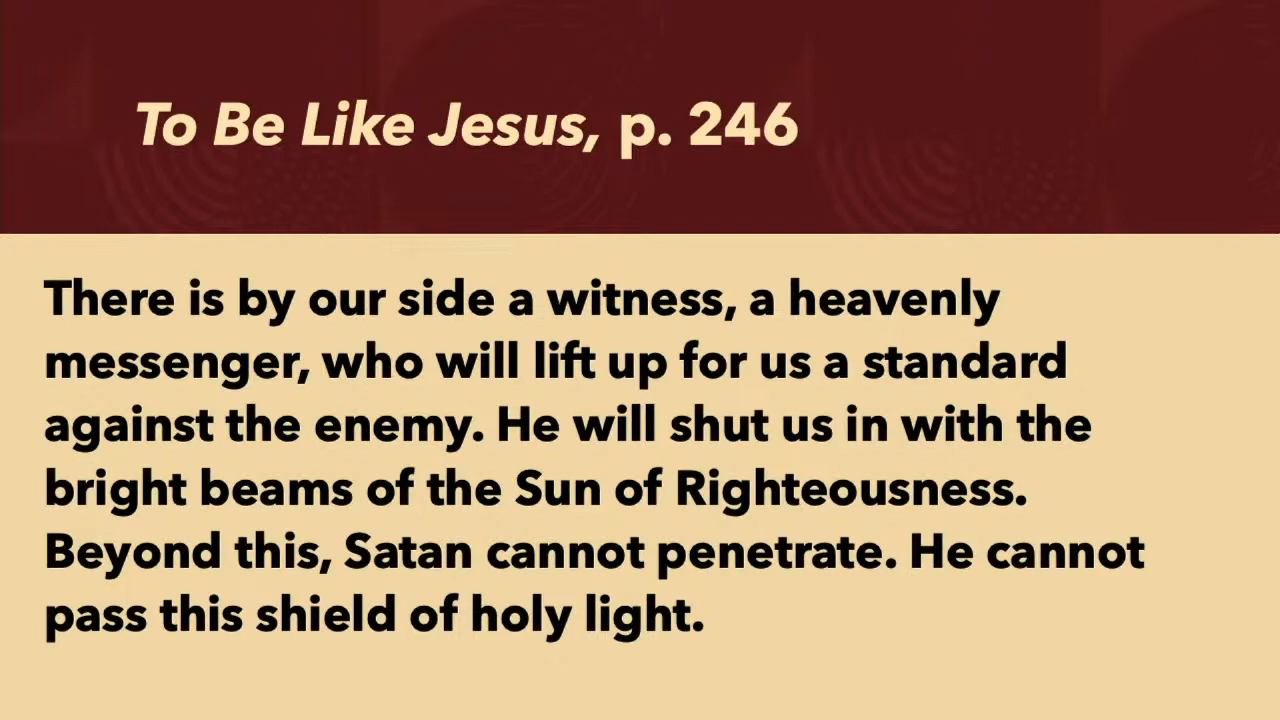 To Be Like Jesus, p. 246
There is by our side a witness, a heavenly
messenger, who will lift up for us a standard
against the enemy. He will shut us in with the
bright beams of the Sun of Righteousness.
Beyond this, Satan cannot penetrate. He cannot
pass this shield of holy light.